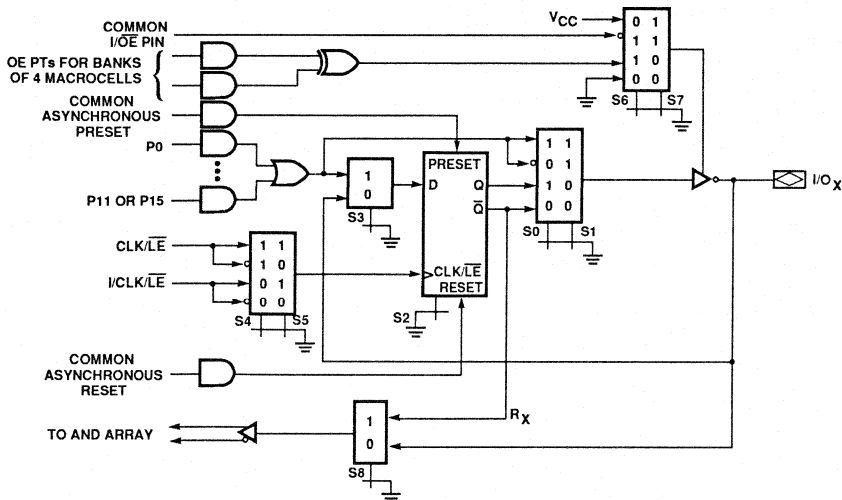 VCC
0 1
1 1
1 0
0 0
S6 S7
COMMON
I/OE PIN
OE PTs FOR BANKS
OF 4 MACROCELLS
COMMON
ASYNCHRONOUS
PRESET
P0
P11 OR P15
1
0
S3
PRESET
D Q
Q̅
CLK/L̅E̅
RESET
S2
1 1
0 1
1 0
0 0
S0 S1
I/OX
CLK/L̅E̅
I/CLK/L̅E̅
1 1
1 0
0 1
0 0
S4 S5
COMMON
ASYNCHRONOUS
RESET
RX
1
0
S8
TO AND ARRAY